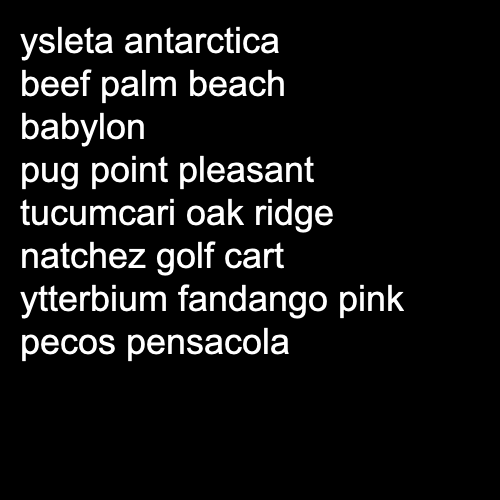 ysleta antarctica
beef palm beach
babylon
pug point pleasant
tucumcari oak ridge
natchez golf cart
ytterbium fandango pink
pecos pensacola